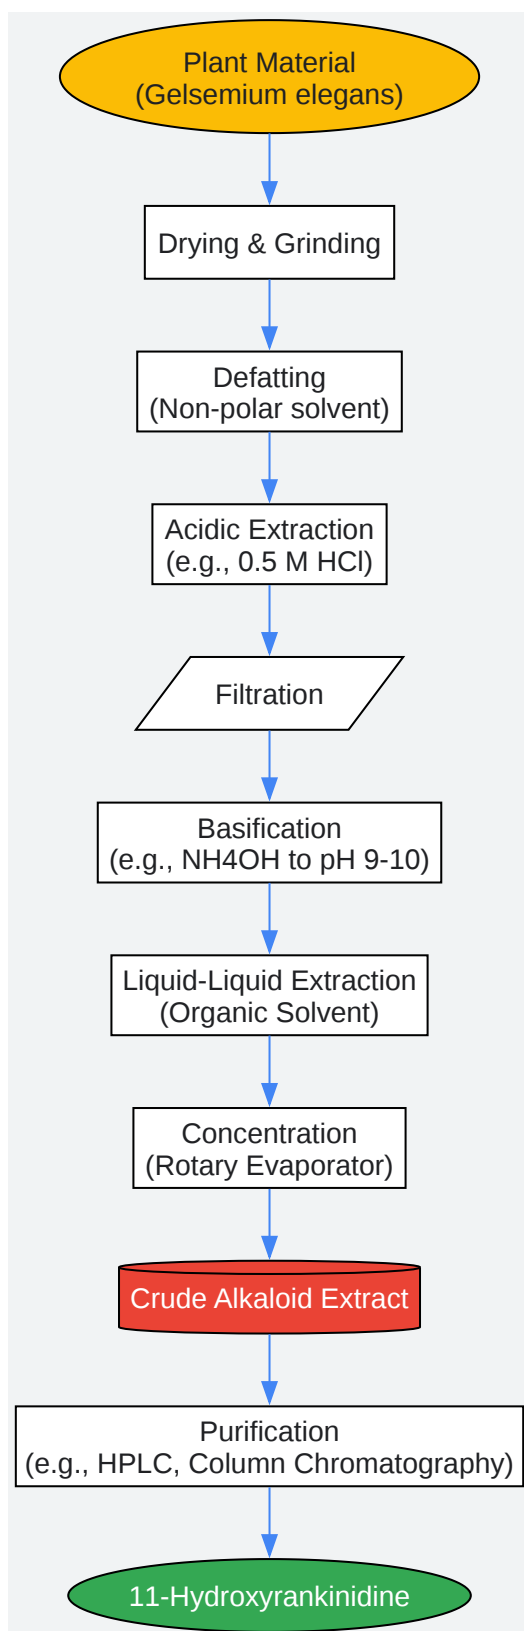 Plant Material
(Gelsemium elegans)
Drying & Grinding
Defatting
(Non-polar solvent)
Acidic Extraction
(e.g., 0.5 M HCl)
Filtration
Basification
(e.g., NH4OH to pH 9-10)
Liquid-Liquid Extraction
(Organic Solvent)
Concentration
(Rotary Evaporator)
Crude Alkaloid Extract
Purification
(e.g., HPLC, Column Chromatography)
11-Hydroxyrankinidine